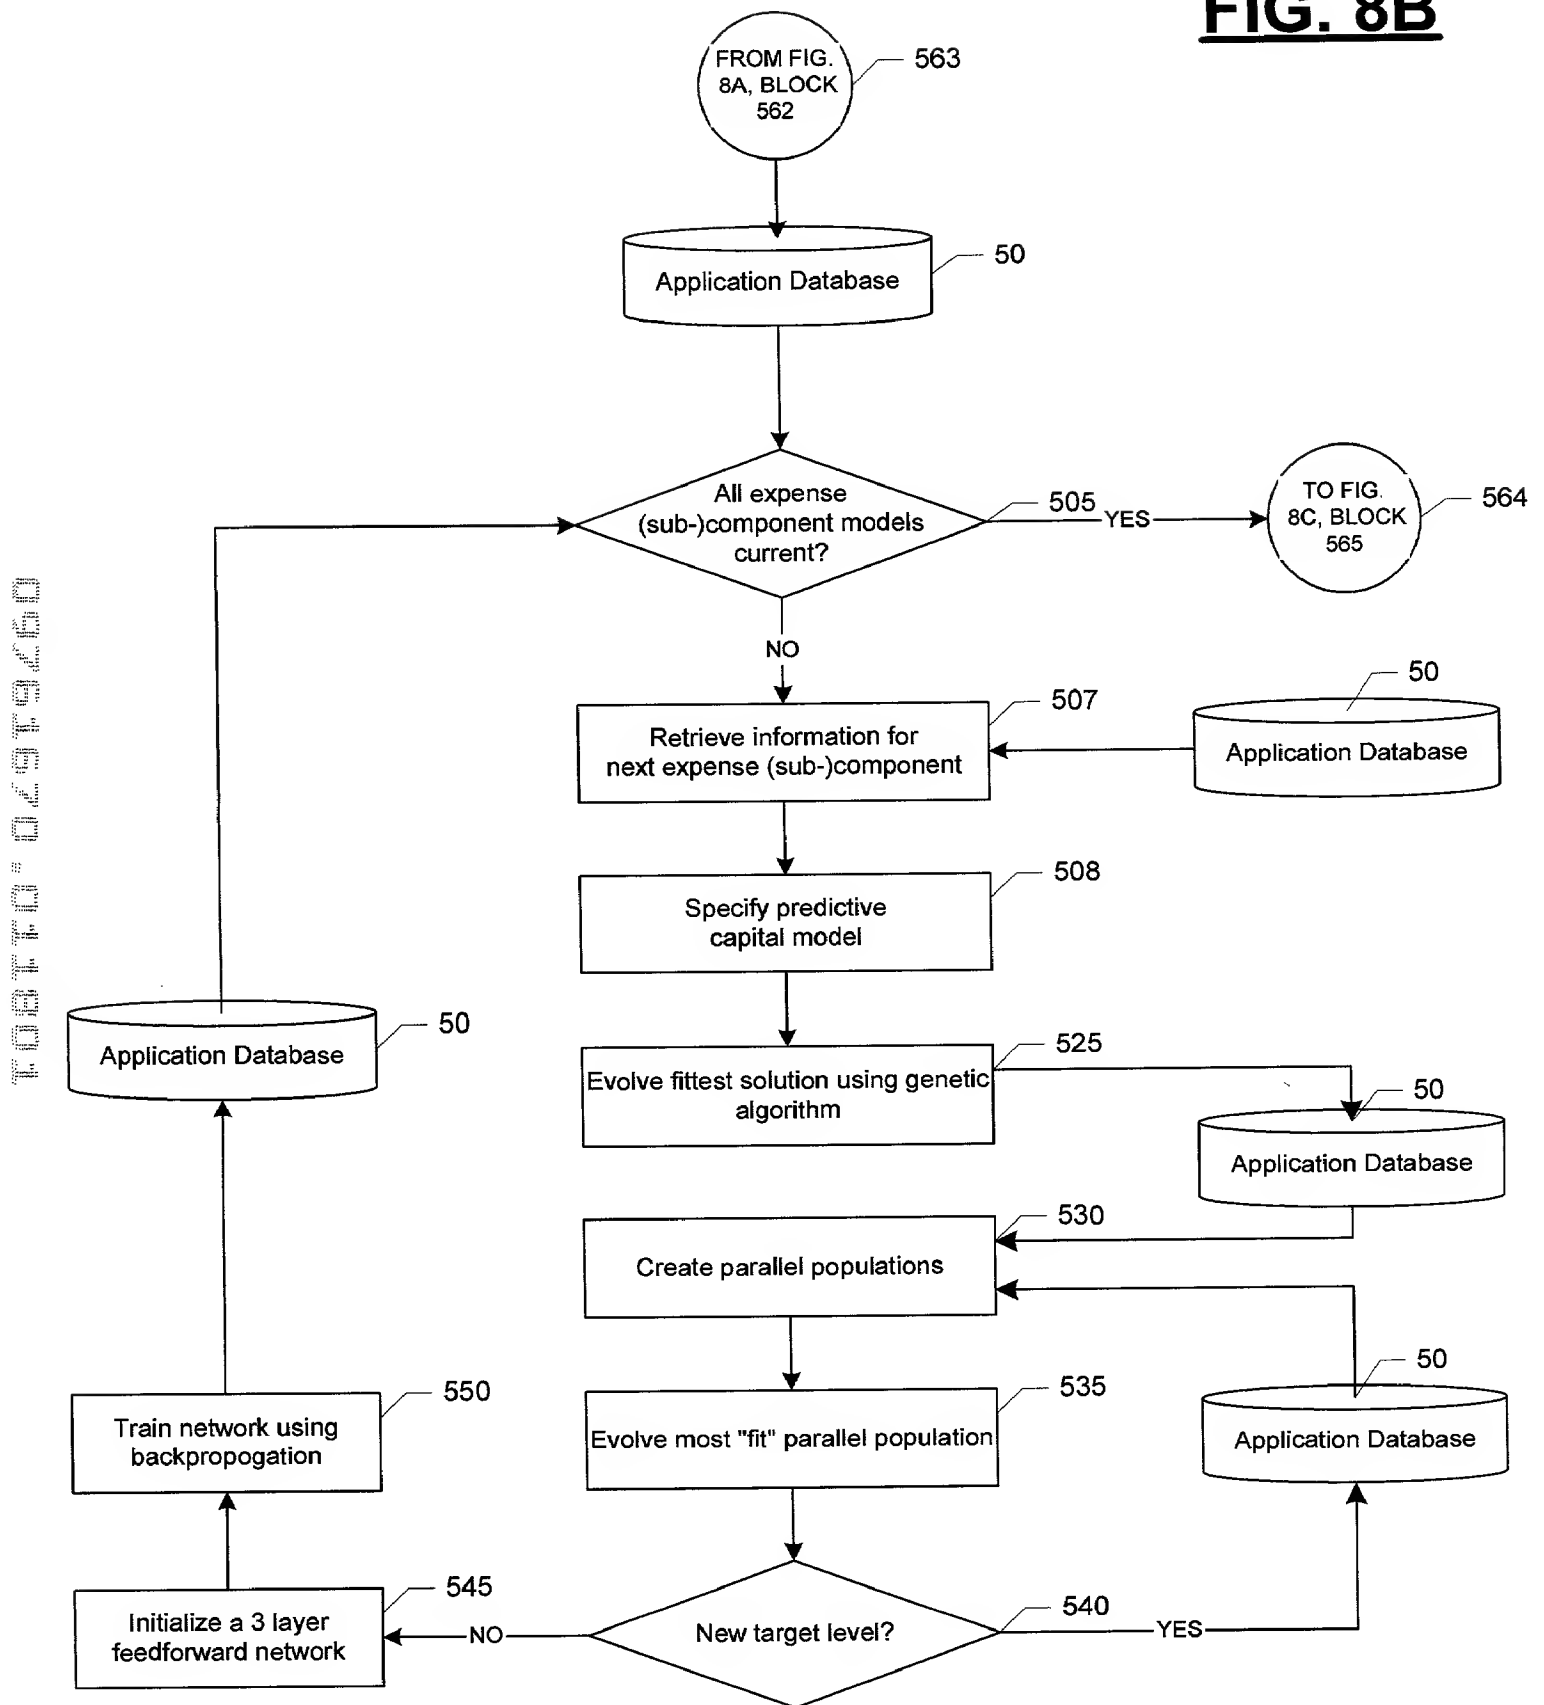 FIG. 8B
FROM FIG.
8A, BLOCK
562
563
Application Database
50
All expense
(sub-)component models
current?
505
YES
TO FIG.
8C, BLOCK
565
564
NO
Retrieve information for
next expense (sub-)component
507
50
Application Database
Specify predictive
capital model
508
Application Database
50
Evolve fittest solution using genetic
algorithm
525
50
Application Database
Create parallel populations
530
Train network using
backpropogation
550
Evolve most "fit" parallel population
535
50
Application Database
Initialize a 3 layer
feedforward network
545
NO
New target level?
540
YES